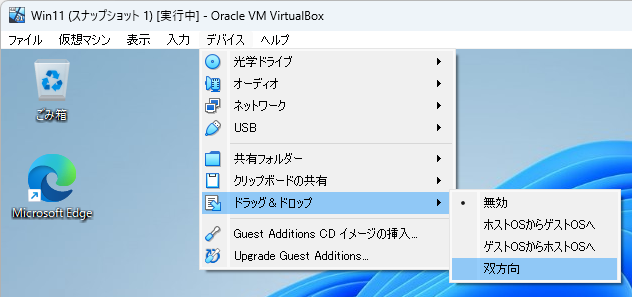 Win11 (スナップショット 1) [実行中] - Oracle VM VirtualBox
ファイル 仮想マシン 表示 入力 デバイス ヘルプ
ごみ箱
Microsoft Edge
光学ドライブ
オーディオ
ネットワーク
USB
共有フォルダー
クリップボードの共有
ドラッグ＆ドロップ
Guest Additions CD イメージの挿入...
Upgrade Guest Additions...
無効
ホストOSからゲストOSへ
ゲストOSからホストOSへ
双方向